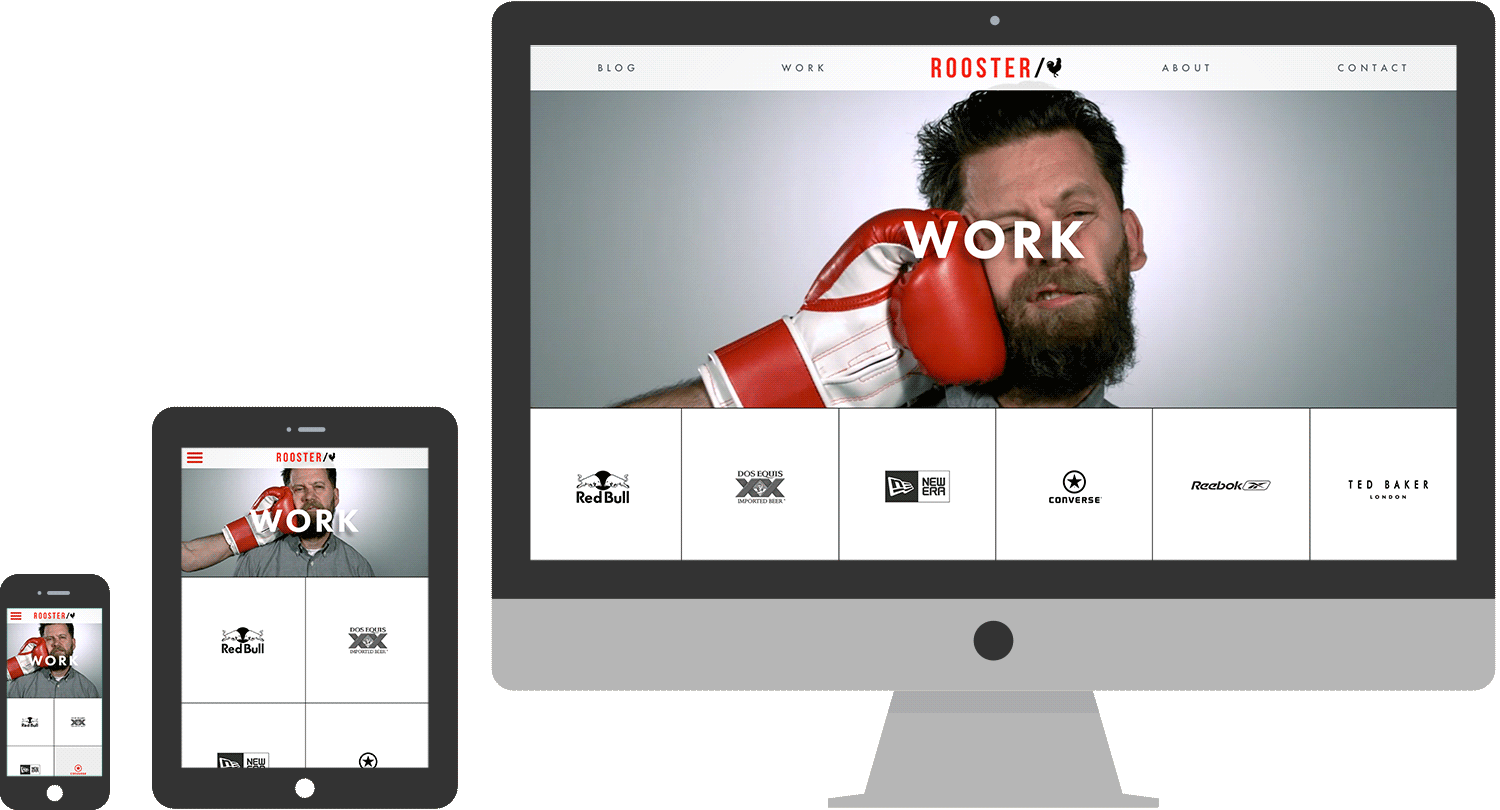 BLOG
WORK
ROOSTER/
ABOUT
CONTACT
WORK
Red Bull
DOS EQUIS
XX
IMPORTED BEER
NEW
ERA
CONVERSE
Reebok
TED BAKER
LONDON
ROOSTER/
WORK
Red Bull
DOS EQUIS
XX
IMPORTED BEER
NEW
ERA
ROOSTER/
WORK
Red Bull
XX
NEW
ERA
CONVERSE